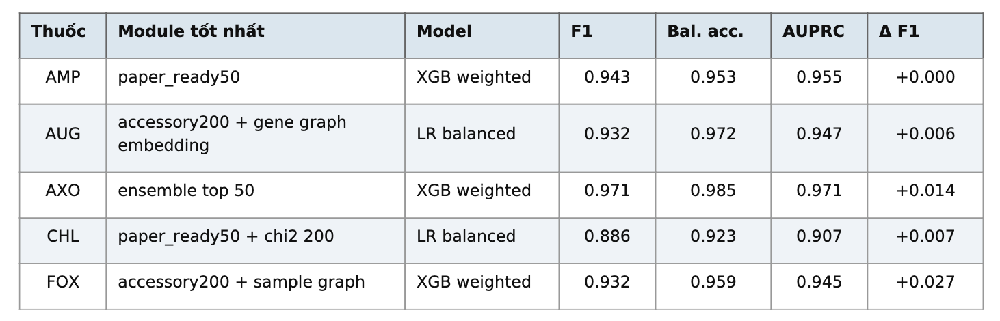 Thuốc Module tốt nhất Model F1 Bal. acc. AUPRC Δ F1
AMP paper_ready50 XGB weighted 0.943 0.953 0.955 +0.000
AUG accessory200 + gene graph
embedding LR balanced 0.932 0.972 0.947 +0.006
AXO ensemble top 50 XGB weighted 0.971 0.985 0.971 +0.014
CHL paper_ready50 + chi2 200 LR balanced 0.886 0.923 0.907 +0.007
FOX accessory200 + sample graph XGB weighted 0.932 0.959 0.945 +0.027